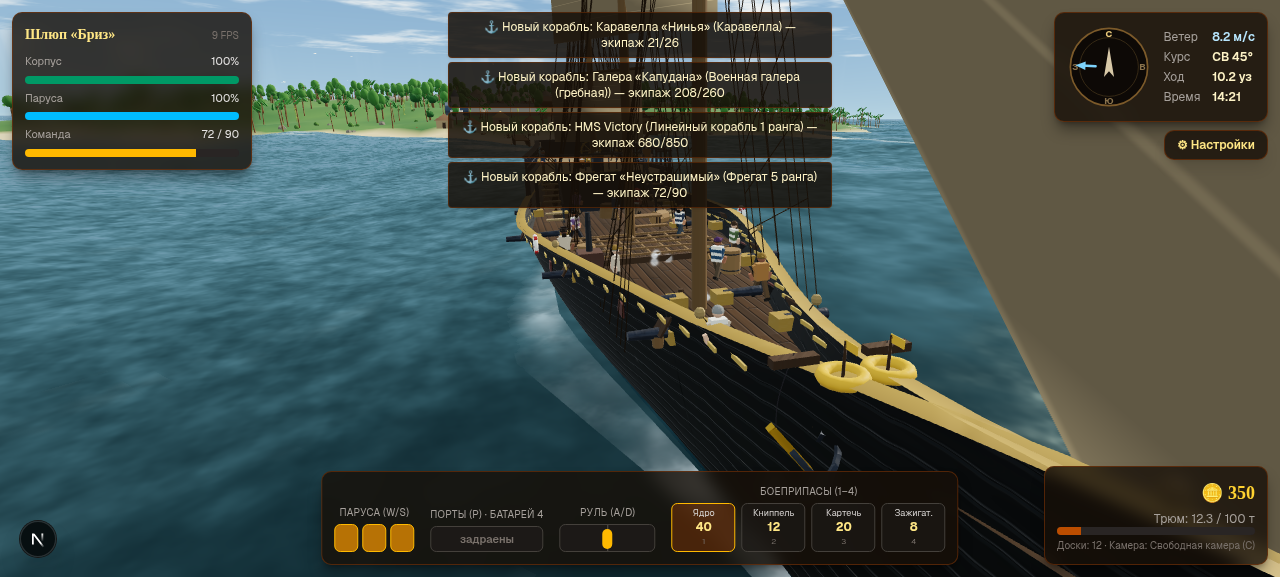 Шлюп «Бриз»
9 FPS
Корпус 100%
Паруса 100%
Команда 72 / 90
⚓ Новый корабль: Каравелла «Нинья» (Каравелла) —
экипаж 21/26
⚓ Новый корабль: Галера «Капудана» (Военная галера
(гребная)) — экипаж 208/260
⚓ Новый корабль: HMS Victory (Линейный корабль 1 ранга) —
экипаж 680/850
⚓ Новый корабль: Фрегат «Неустрашимый» (Фрегат 5 ранга)
— экипаж 72/90
С
З
В
Ю
Ветер 8.2 м/с
Курс СВ 45°
Ход 10.2 уз
Время 14:21
⚙ Настройки
ПАРУСА (W/S)
ПОРТЫ (P) · БАТАРЕЙ 4
задраены
РУЛЬ (A/D)
БОЕПРИПАСЫ (1–4)
Ядро
40
1
Книппель
12
2
Картечь
20
3
Зажигат.
8
4
350
Трюм: 12.3 / 100 т
Доски: 12 · Камера: Свободная камера (C)
N